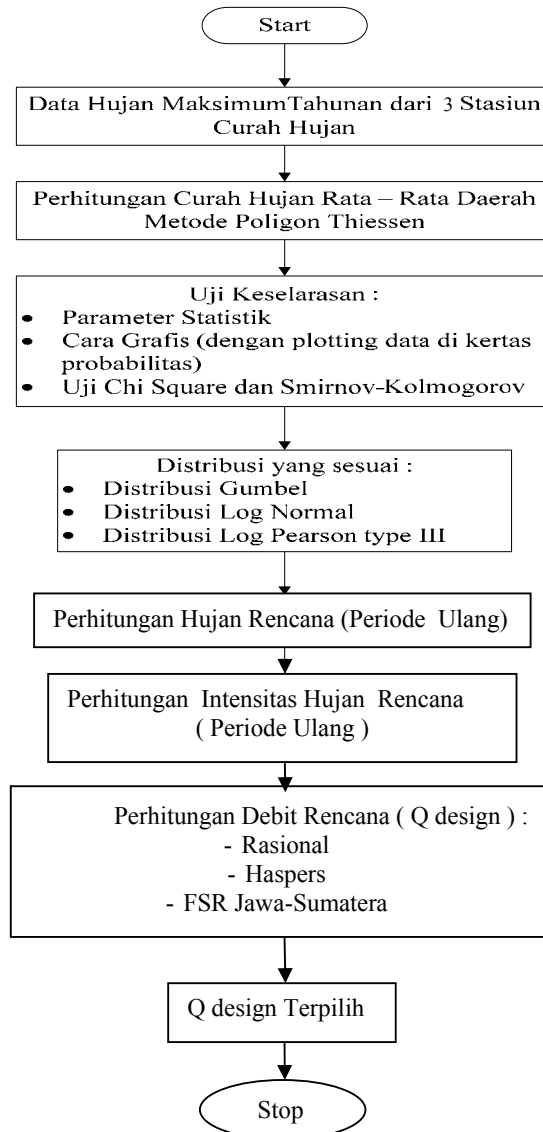 Start
Data Hujan MaksimumTahunan dari 3 Stasiun
Curah Hujan
Perhitungan Curah Hujan Rata – Rata Daerah
Metode Poligon Thiessen
Uji Keselarasan :
• Parameter Statistik
• Cara Grafis (dengan plotting data di kertas
probabilitas)
• Uji Chi Square dan Smirnov-Kolmogorov
Distribusi yang sesuai :
• Distribusi Gumbel
• Distribusi Log Normal
• Distribusi Log Pearson type III
Perhitungan Hujan Rencana (Periode Ulang)
Perhitungan Intensitas Hujan Rencana
( Periode Ulang )
Perhitungan Debit Rencana ( Q design ) :
- Rasional
- Haspers
- FSR Jawa-Sumatera
Q design Terpilih
Stop